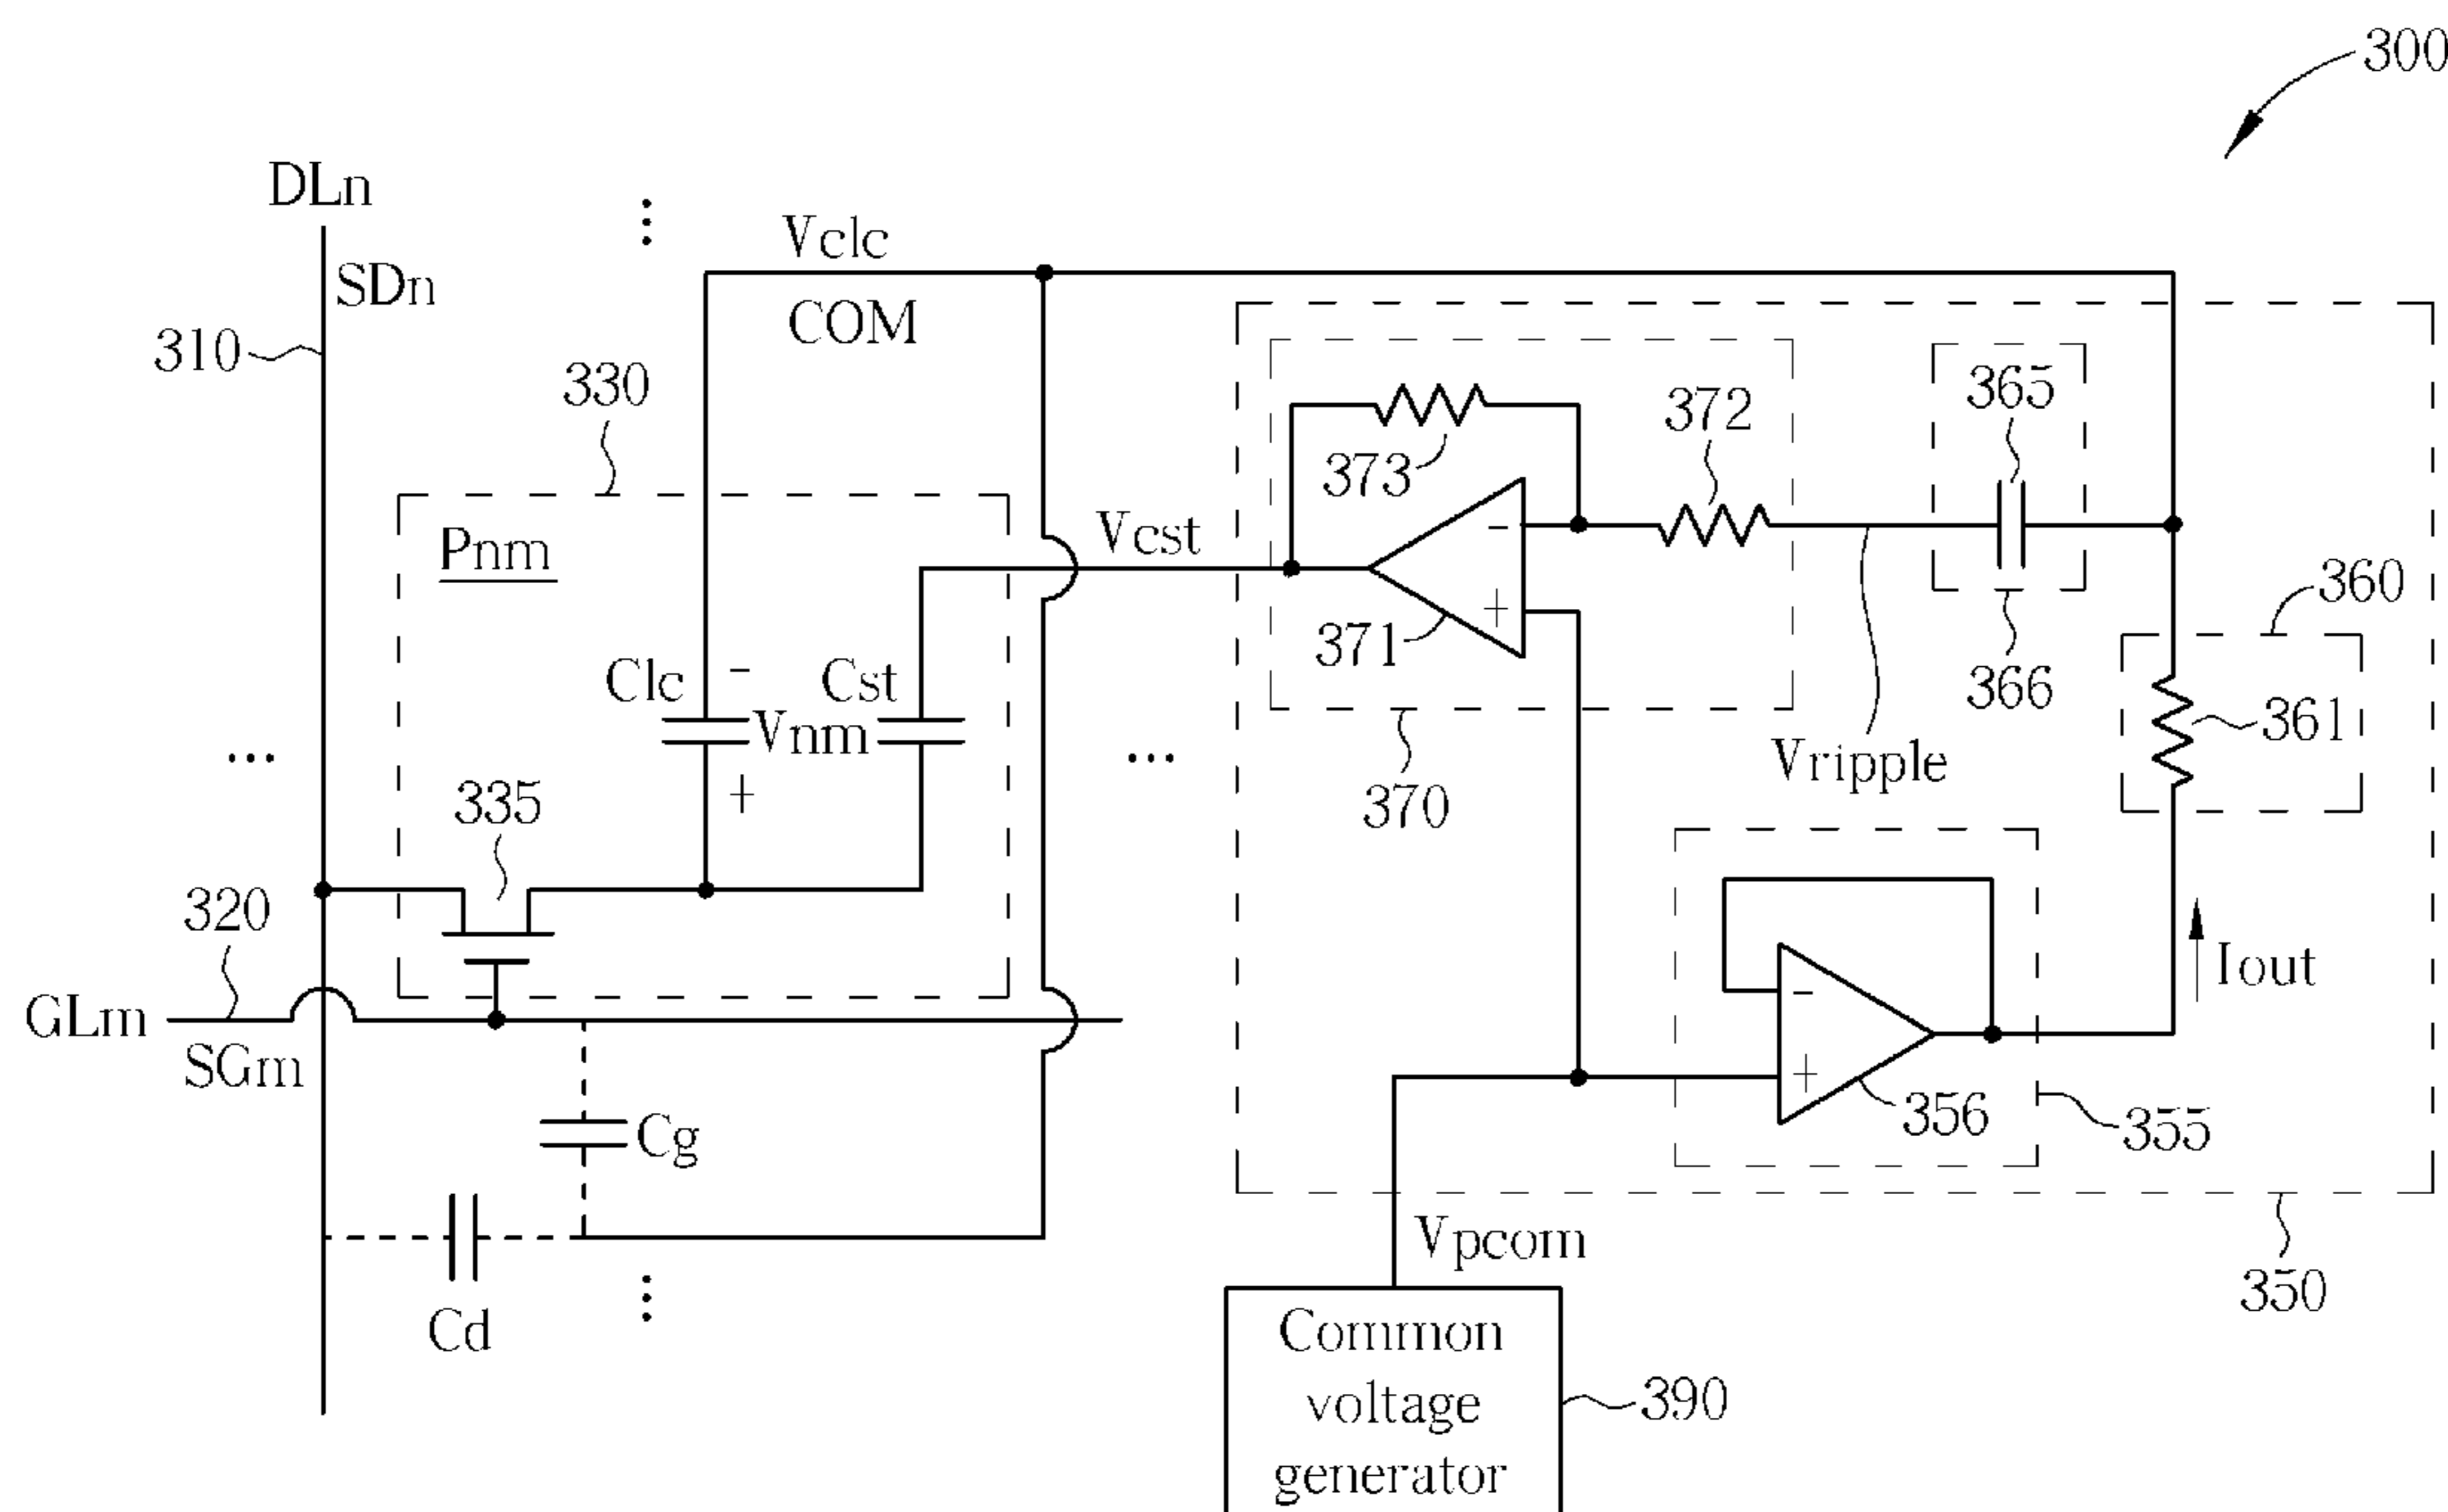 300
DLn
SDn
Vclc
COM
310
330
365
372
373
Pnm
Vcst
-
+
360
371
366
361
Clc
-
Cst
Vnm
+
Vripple
335
370
...
...
320
Iout
-
+
GLm
SGm
356
355
Cg
Vpcom
350
Cd
Common
voltage
generator
390